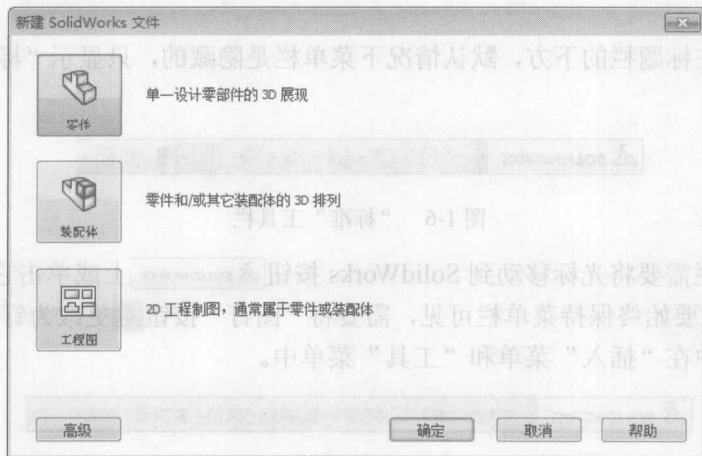 新建 SolidWorks 文件
零件
单一设计零部件的 3D 展现
装配体
零件和/或其它装配体的 3D 排列
工程图
2D 工程制图，通常属于零件或装配体
高级
确定
取消
帮助